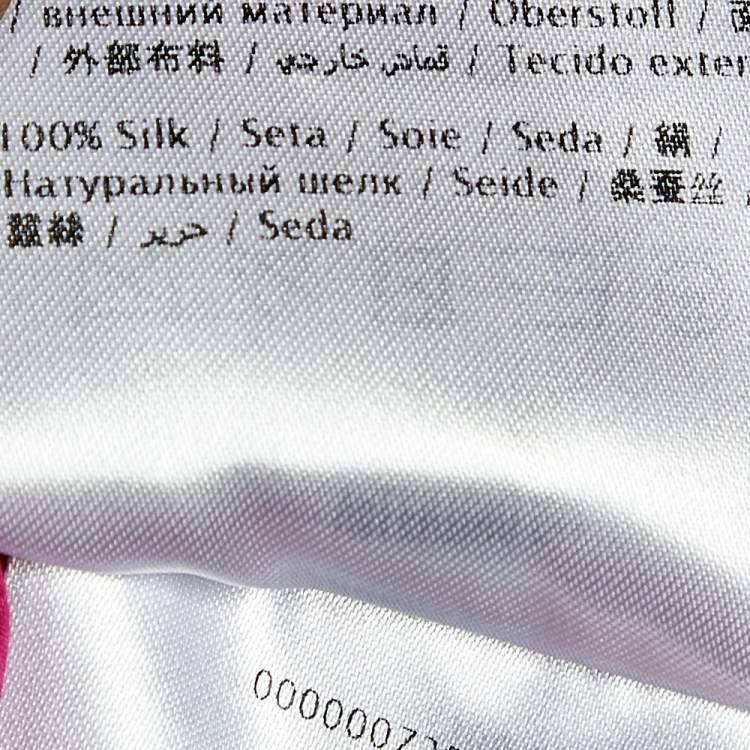 / внешний материал / Oberstoff /
/ 外部布料 / قماش خارجي / Tecido exter
100% Silk / Seta / Soie / Seda / 絹 /
Натуральный шелк / Seide / 桑蚕丝 /
蠶絲 / حرير / Seda
0000007